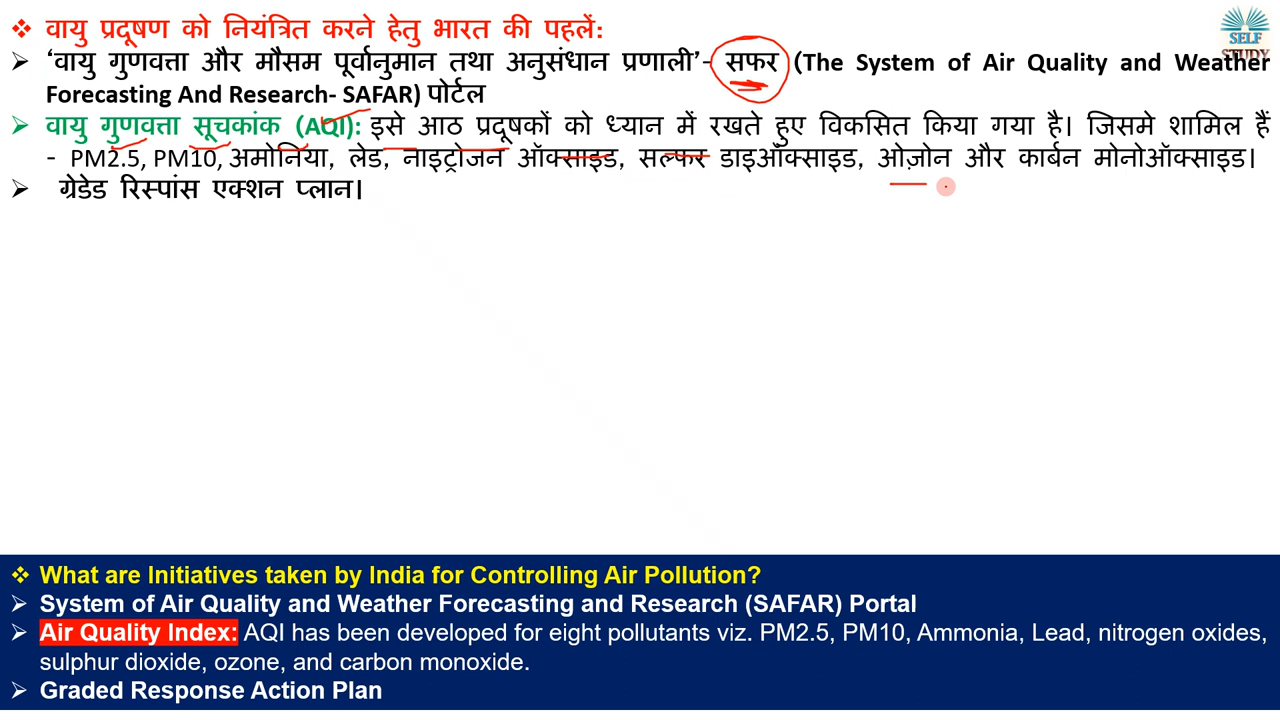 ❖ वायु प्रदूषण को नियंत्रित करने हेतु भारत की पहलें:
➢ ‘वायु गुणवत्ता और मौसम पूर्वानुमान तथा अनुसंधान प्रणाली’- सफर (The System of Air Quality and Weather
Forecasting And Research- SAFAR) पोर्टल
➢ वायु गुणवत्ता सूचकांक (AQI): इसे आठ प्रदूषकों को ध्यान में रखते हुए विकसित किया गया है। जिसमे शामिल हैं
- PM2.5, PM10, अमोनिया, लेड, नाइट्रोजन ऑक्साइड, सल्फर डाइऑक्साइड, ओज़ोन और कार्बन मोनोऑक्साइड।
➢ ग्रेडेड रिस्पांस एक्शन प्लान।
SELF
STUDY
❖ What are Initiatives taken by India for Controlling Air Pollution?
➢ System of Air Quality and Weather Forecasting and Research (SAFAR) Portal
➢ Air Quality Index: AQI has been developed for eight pollutants viz. PM2.5, PM10, Ammonia, Lead, nitrogen oxides,
sulphur dioxide, ozone, and carbon monoxide.
➢ Graded Response Action Plan